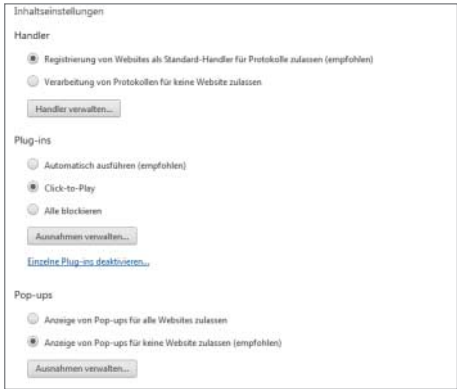 Inhaltseinstellungen
Handler
Registrierung von Websites als Standard-Handler für Protokolle zulassen (empfohlen)
Verarbeitung von Protokollen für keine Website zulassen
Handler verwalten...
Plug-ins
Automatisch ausführen (empfohlen)
Click-to-Play
Alle blockieren
Ausnahmen verwalten...
Einzelne Plug-ins deaktivieren...
Pop-ups
Anzeige von Pop-ups für alle Websites zulassen
Anzeige von Pop-ups für keine Website zulassen (empfohlen)
Ausnahmen verwalten...